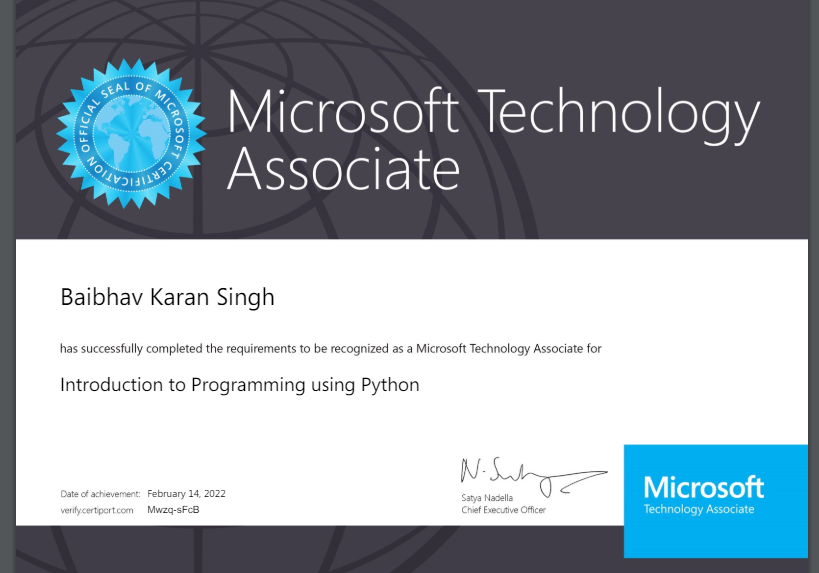 OFFICIAL SEAL OF MICROSOFT CERTIFICATION
Microsoft Technology
Associate
Baibhav Karan Singh
has successfully completed the requirements to be recognized as a Microsoft Technology Associate for
Introduction to Programming using Python
Date of achievement: February 14, 2022
verify.certiport.com Mwzq-sFcB
Satya Nadella
Chief Executive Officer
Microsoft
Technology Associate